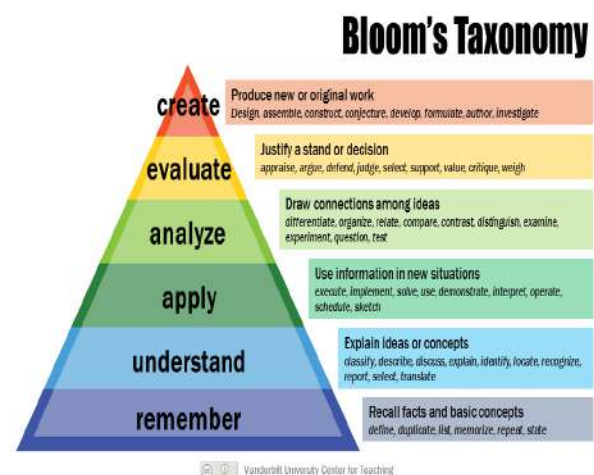 Bloom's Taxonomy
create
Produce new or original work
Design, assemble, construct, conjecture, develop, formulate, author, investigate
evaluate
Justify a stand or decision
appraise, argue, defend, judge, select, support, value, critique, weigh
analyze
Draw connections among ideas
differentiate, organize, relate, compare, contrast, distinguish, examine,
experiment, question, test
apply
Use information in new situations
execute, implement, solve, use, demonstrate, interpret, operate,
schedule, sketch
understand
Explain ideas or concepts
classify, describe, discuss, explain, identify, locate, recognize,
report, select, translate
remember
Recall facts and basic concepts
define, duplicate, list, memorize, repeat, state
Vanderbilt University Center for Teaching